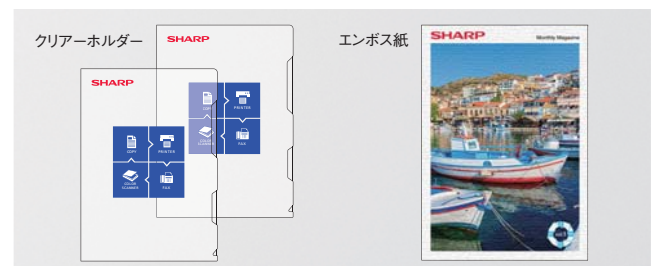 クリアーホルダー
SHARP
COPY
PRINTER
COLOR
SCANNER
FAX
SHARP
COPY
PRINTER
COLOR
SCANNER
FAX
エンボス紙
SHARP
Monthly Magazine